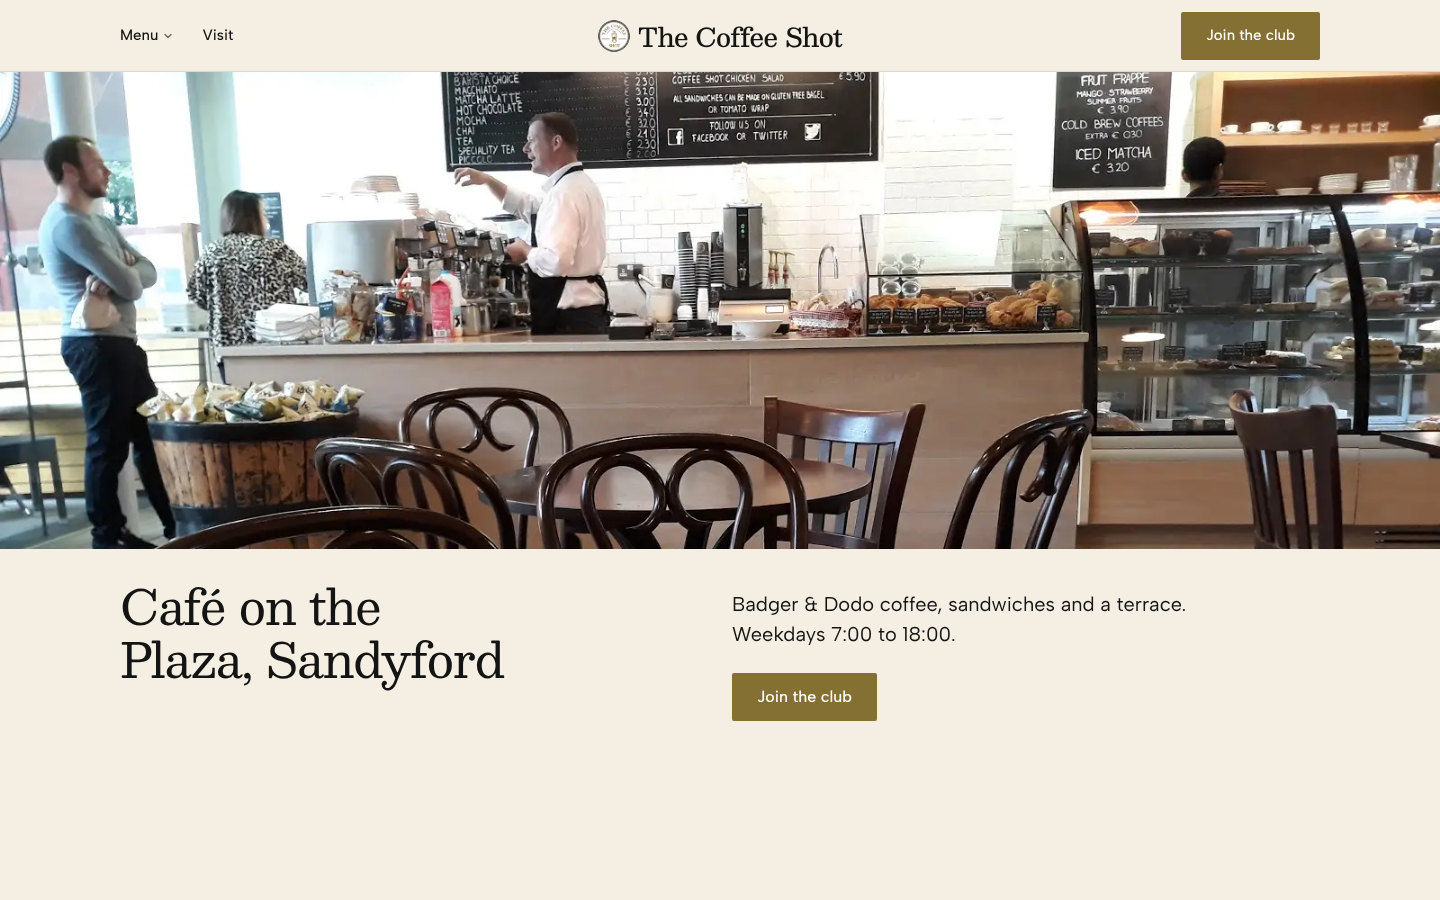 Menu
Visit
The Coffee Shot
Join the club
BARISTA CHOICE
MACCHIATO
MATCHA LATTE
HOT CHOCOLATE
MOCHA
CHAI
TEA
SPECIALITY TEA
PICCOLO
COFFEE SHOT CHICKEN SALAD
€ 5.90
ALL SANDWICHES CAN BE MADE ON GLUTEN FREE BAGEL
OR TOMATO WRAP
FOLLOW US ON
FACEBOOK OR TWITTER
FRUIT FRAPPE
MANGO STRAWBERRY
SUMMER FRUITS
€ 3.90
COLD BREW COFFEES
EXTRA € 0.30
ICED MATCHA
€ 3.20
Café on the
Plaza, Sandyford
Badger & Dodo coffee, sandwiches and a terrace.
Weekdays 7:00 to 18:00.
Join the club